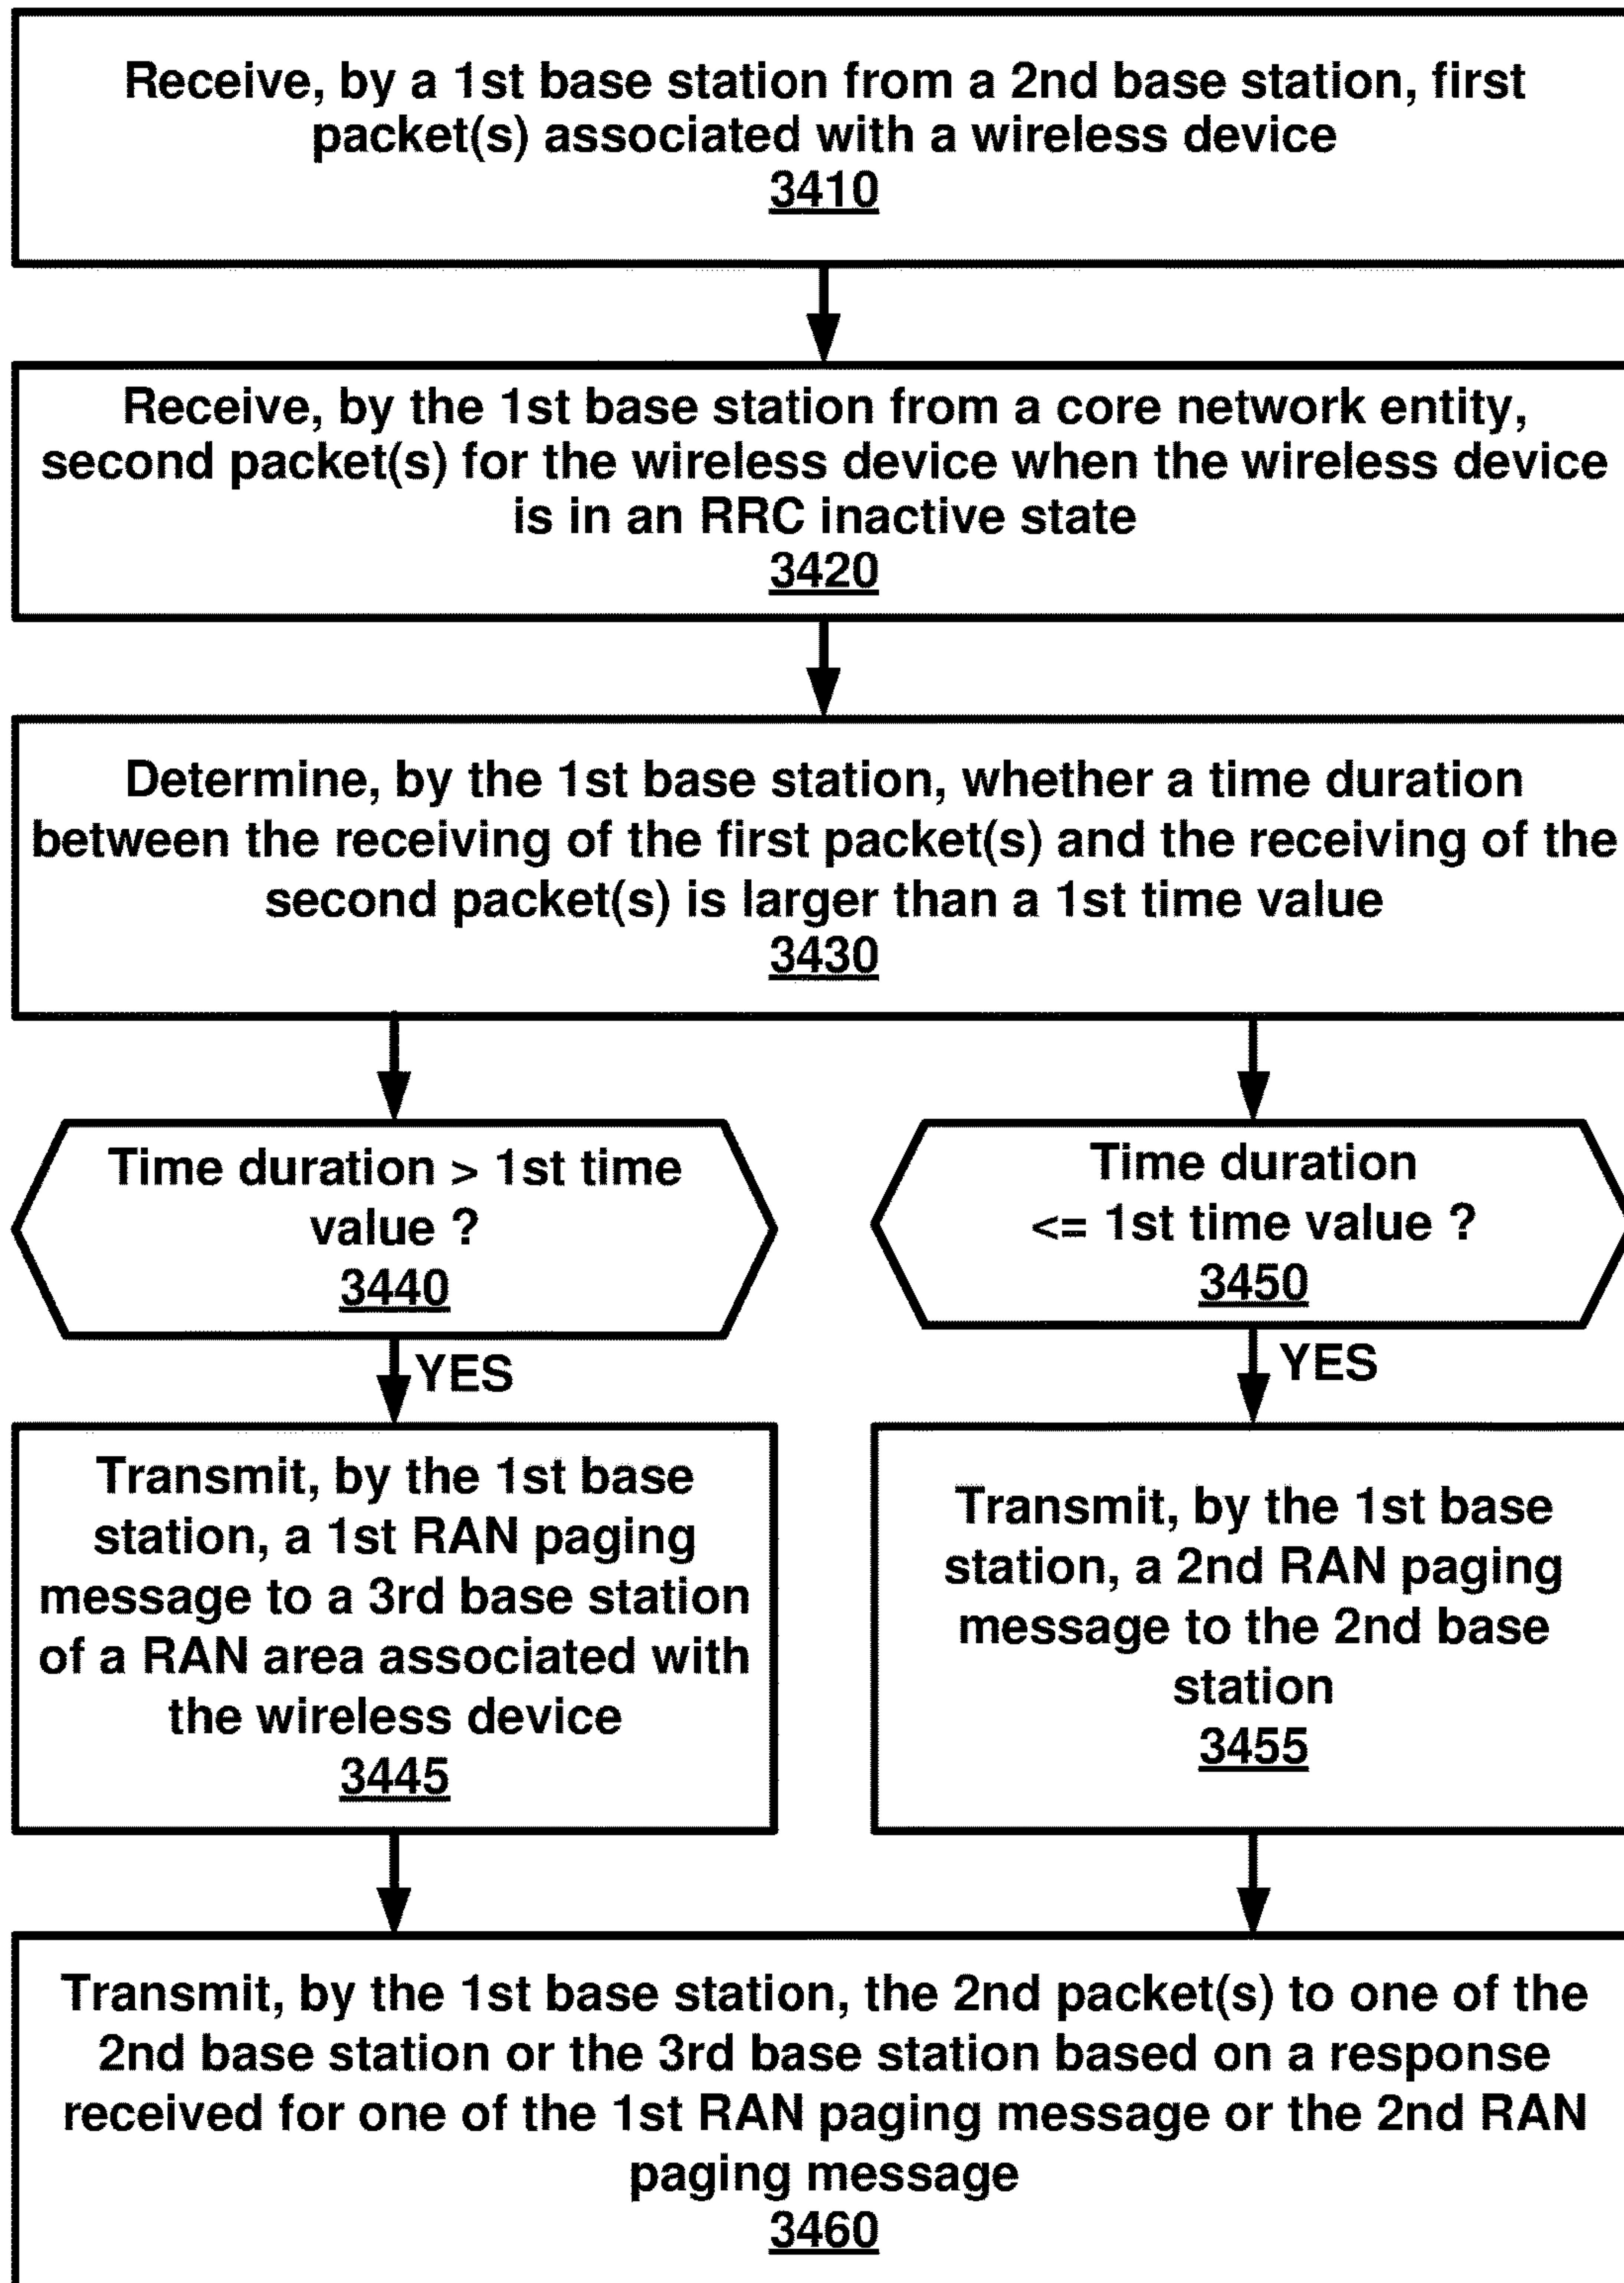 Receive, by a 1st base station from a 2nd base station, first
packet(s) associated with a wireless device
3410
Receive, by the 1st base station from a core network entity,
second packet(s) for the wireless device when the wireless device
is in an RRC inactive state
3420
Determine, by the 1st base station, whether a time duration
between the receiving of the first packet(s) and the receiving of the
second packet(s) is larger than a 1st time value
3430
Time duration > 1st time
value ?
3440
YES
Transmit, by the 1st base
station, a 1st RAN paging
message to a 3rd base station
of a RAN area associated with
the wireless device
3445
Time duration
<= 1st time value ?
3450
YES
Transmit, by the 1st base
station, a 2nd RAN paging
message to the 2nd base
station
3455
Transmit, by the 1st base station, the 2nd packet(s) to one of the
2nd base station or the 3rd base station based on a response
received for one of the 1st RAN paging message or the 2nd RAN
paging message
3460